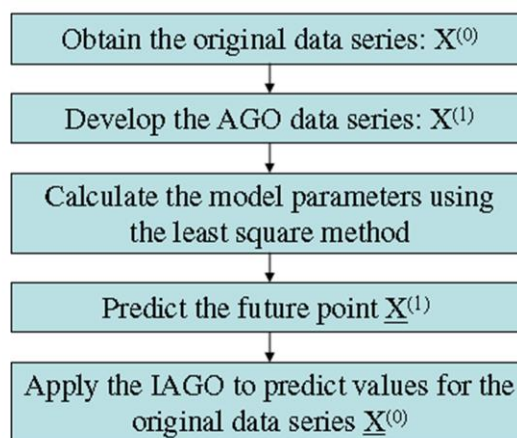 Obtain the original data series: X⁽⁰⁾
Develop the AGO data series: X⁽¹⁾
Calculate the model parameters using
the least square method
Predict the future point X⁽¹⁾
Apply the IAGO to predict values for the
original data series X⁽⁰⁾